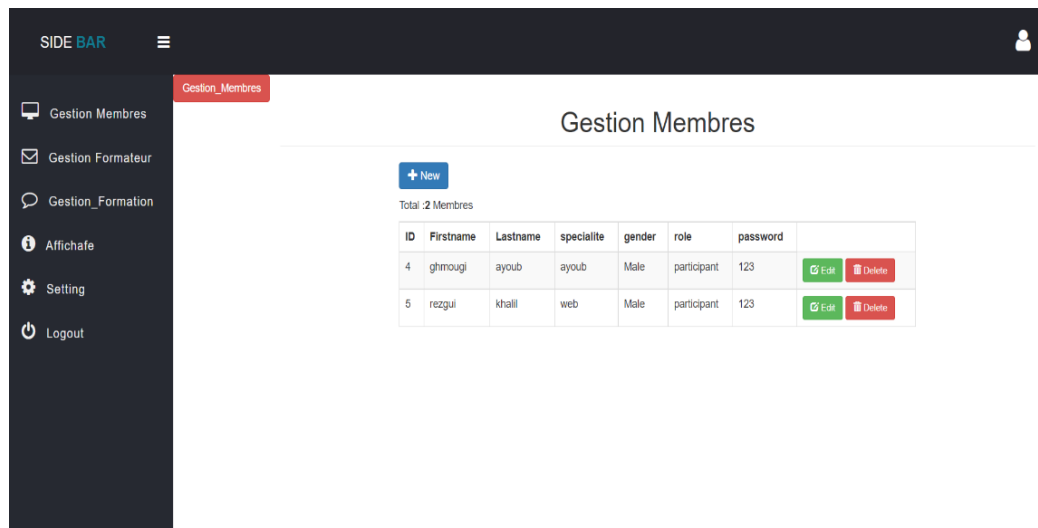 SIDE BAR
Gestion_Membres
Gestion Membres
Gestion Formateur
Gestion_Formation
Affichafe
Setting
Logout
Gestion Membres
New
Total :2 Membres
ID Firstname Lastname specialite gender role password
4 ghmougi ayoub ayoub Male participant 123 Edit Delete
5 rezgui khalil web Male participant 123 Edit Delete